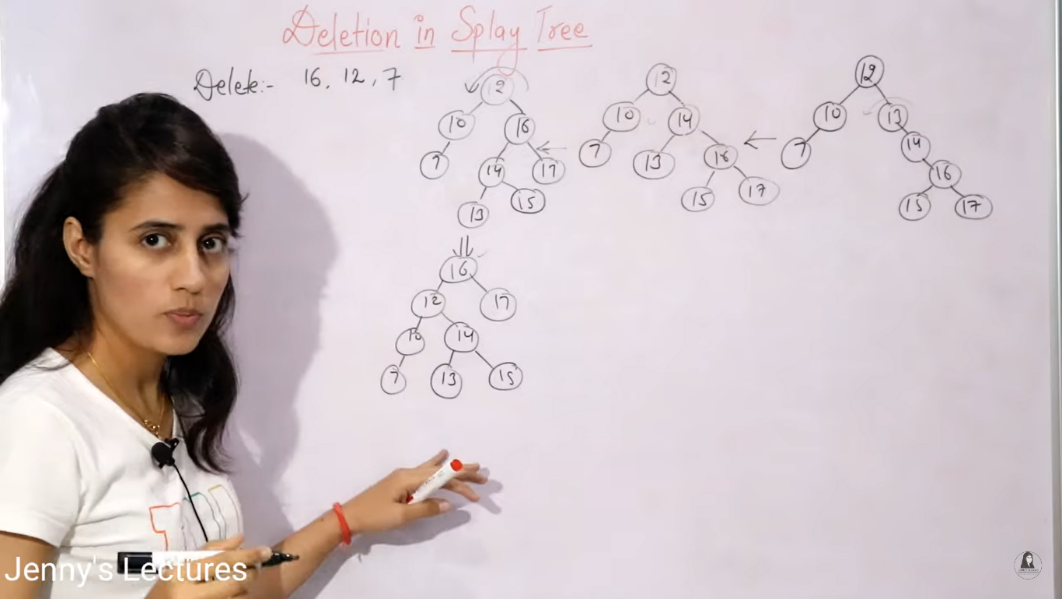 Deletion in Splay Tree
Delete:- 16, 12, 7
12
10 16
7 14 17
13 15
12
10 14
7 13 16
15 17
12
10 13
7 14
16
15 17
16
12 17
10 14
7 13 15
Jenny's Lectures